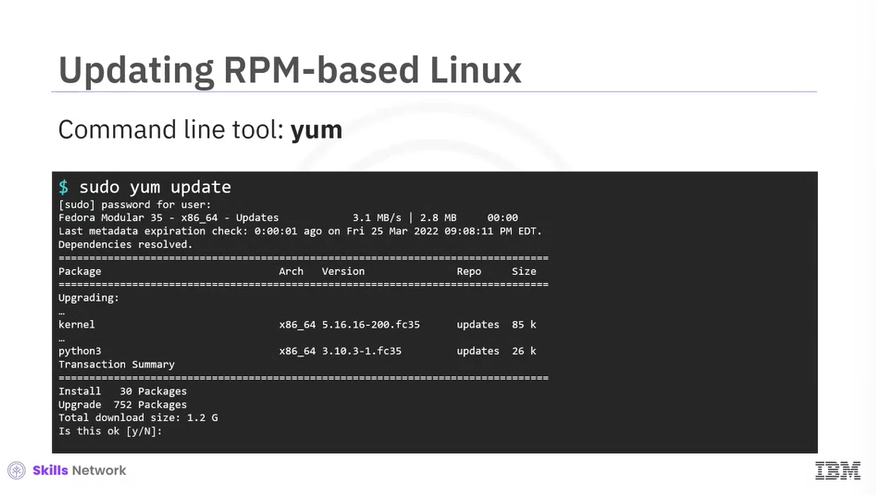 Updating RPM-based Linux
Command line tool: yum
$ sudo yum update
[sudo] password for user:
Fedora Modular 35 - x86_64 - Updates 3.1 MB/s | 2.8 MB 00:00
Last metadata expiration check: 0:00:01 ago on Fri 25 Mar 2022 09:08:11 PM EDT.
Dependencies resolved.
================================================================================
Package Arch Version Repo Size
================================================================================
Upgrading:
…
kernel x86_64 5.16.16-200.fc35 updates 85 k
…
python3 x86_64 3.10.3-1.fc35 updates 26 k
Transaction Summary
================================================================================
Install 30 Packages
Upgrade 752 Packages
Total download size: 1.2 G
Is this ok [y/N]:
Skills Network
IBM